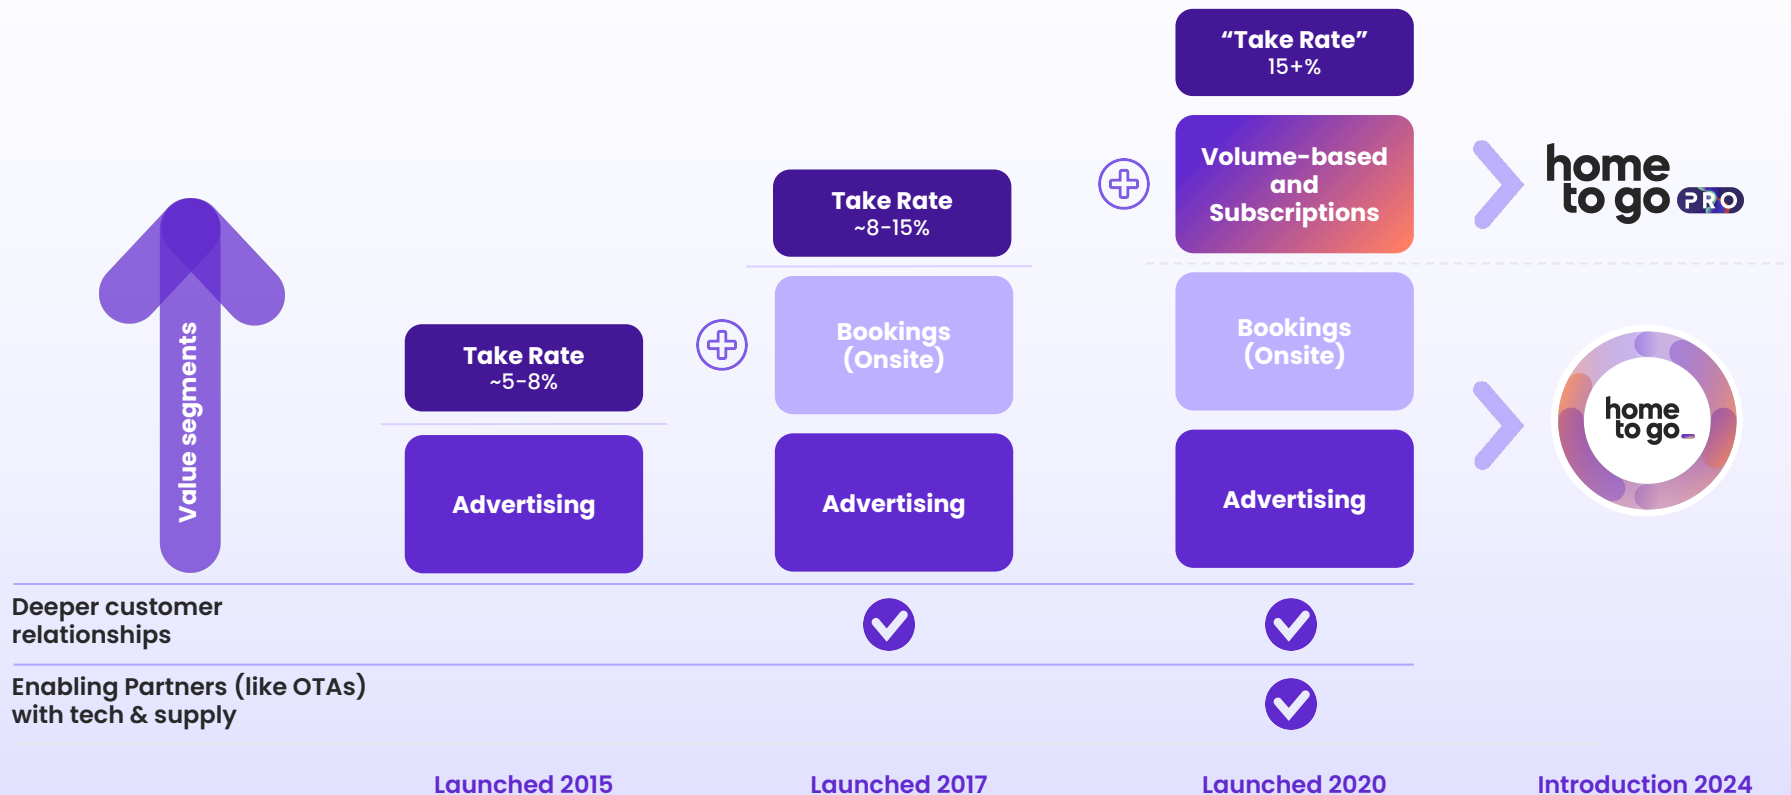 “Take Rate”
15+%
Volume-based
and
Subscriptions
home
to go PRO
Take Rate
~8-15%
Take Rate
~5-8%
Bookings
(Onsite)
Bookings
(Onsite)
Value segments
Advertising
Advertising
Advertising
home
to go_
Deeper customer
relationships
Enabling Partners (like OTAs)
with tech & supply
Launched 2015
Launched 2017
Launched 2020
Introduction 2024